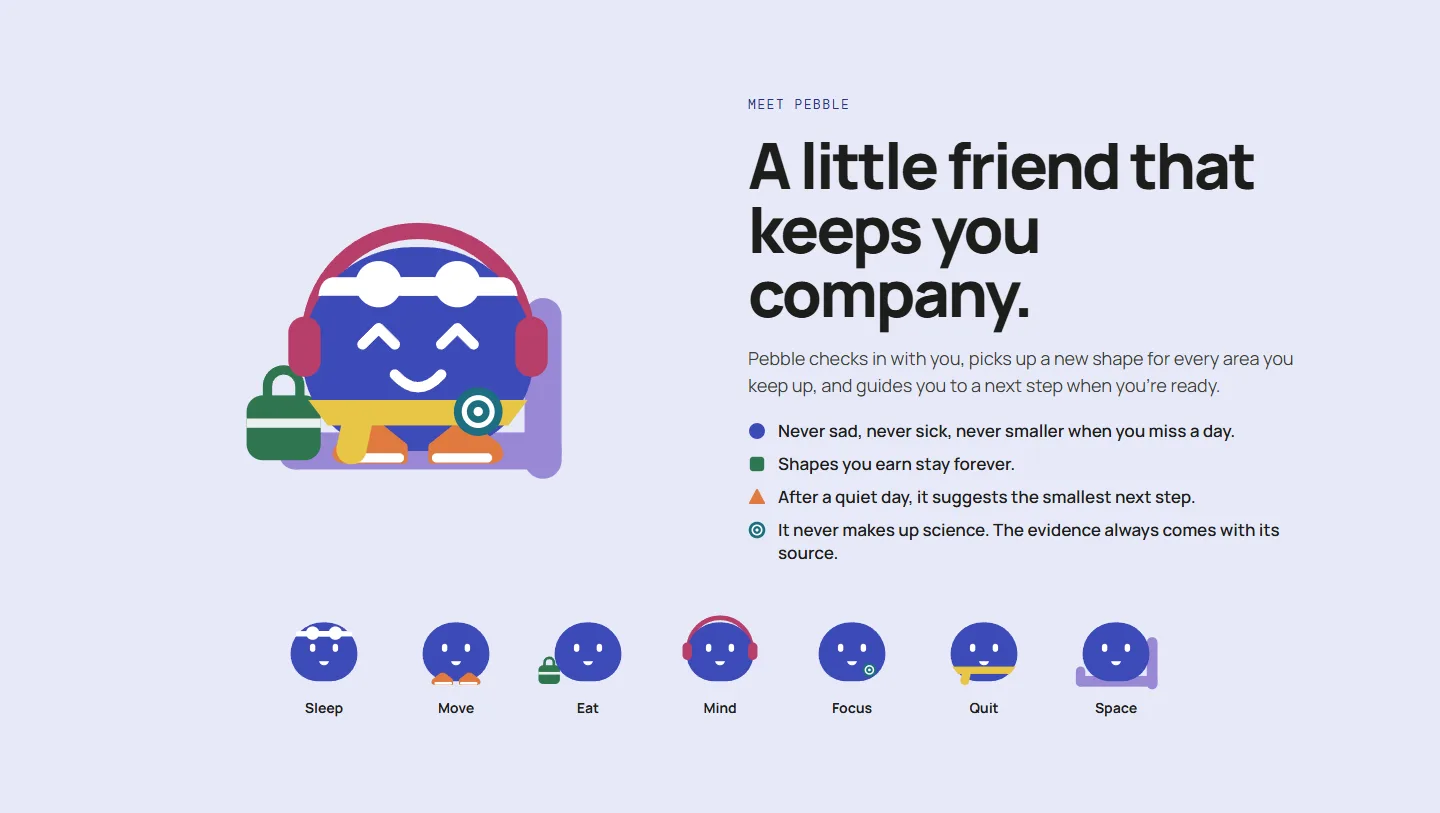 MEET PEBBLE
A little friend that
keeps you
company.
Pebble checks in with you, picks up a new shape for every area you
keep up, and guides you to a next step when you're ready.
Never sad, never sick, never smaller when you miss a day.
Shapes you earn stay forever.
After a quiet day, it suggests the smallest next step.
It never makes up science. The evidence always comes with its
source.
Sleep
Move
Eat
Mind
Focus
Quit
Space